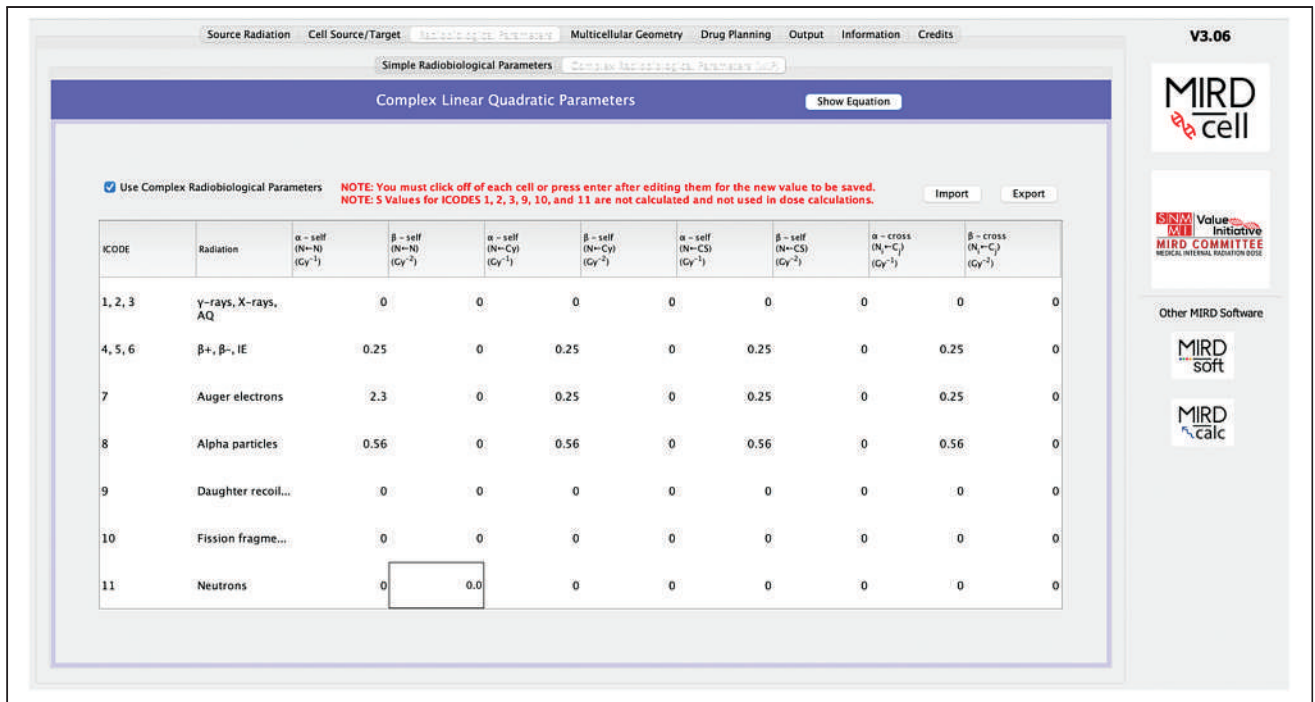 Source Radiation Cell Source/Target Radiobiological Parameters Multicellular Geometry Drug Planning Output Information Credits
V3.06
Simple Radiobiological Parameters Complex Radiobiological Parameters
Complex Linear Quadratic Parameters Show Equation
MIRD
cell
Use Complex Radiobiological Parameters
NOTE: You must click off of each cell or press enter after editing them for the new value to be saved.
NOTE: S Values for ICODES 1, 2, 3, 9, 10, and 11 are not calculated and not used in dose calculations.
Import Export
SNM Value
MI Initiative
MIRD COMMITTEE
MEDICAL INTERNAL RADIATION DOSE
ICODE Radiation α – self (N←N) (Gy⁻¹) β – self (N←N) (Gy⁻²) α – self (N←Cy) (Gy⁻¹) β – self (N←Cy) (Gy⁻²) α – self (N←CS) (Gy⁻¹) β – self (N←CS) (Gy⁻²) α – cross (Nᵢ←Cⱼ) (Gy⁻¹) β – cross (Nᵢ←Cⱼ) (Gy⁻²)
1, 2, 3 γ-rays, X-rays, 0 0 0 0 0 0 0 0
AQ
Other MIRD Software
4, 5, 6 β+, β-, IE 0.25 0 0.25 0 0.25 0 0.25 0
MIRD
soft
7 Auger electrons 2.3 0 0.25 0 0.25 0 0.25 0
MIRD
calc
8 Alpha particles 0.56 0 0.56 0 0.56 0 0.56 0
9 Daughter recoil... 0 0 0 0 0 0 0 0
10 Fission fragme... 0 0 0 0 0 0 0 0
11 Neutrons 0 0.0 0 0 0 0 0 0